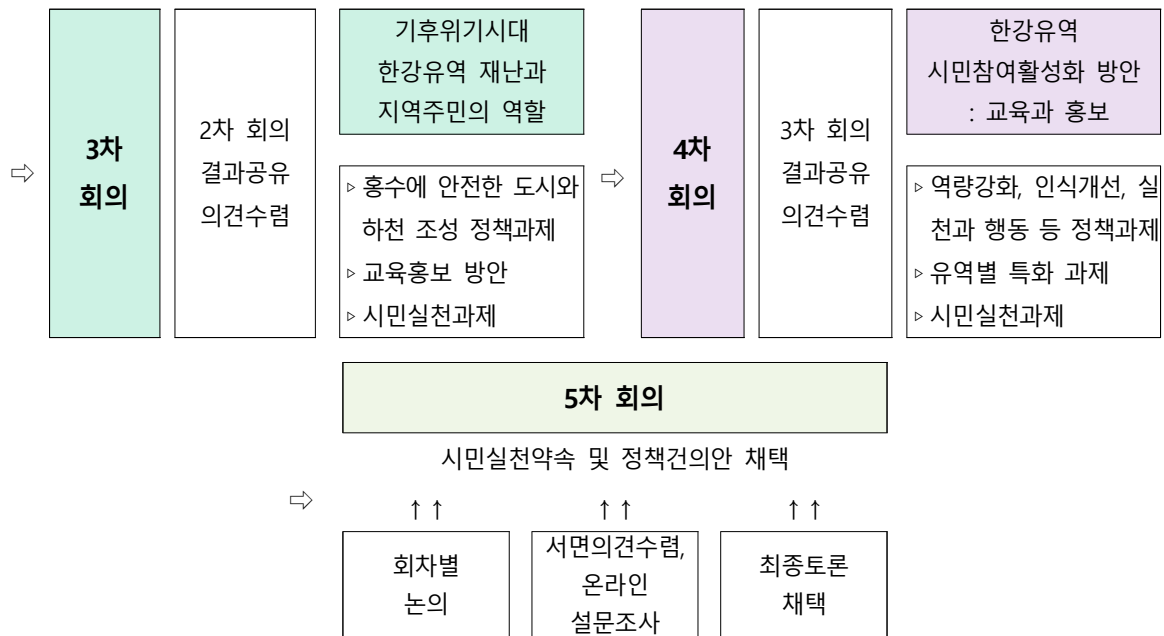 ⇨
3차
회의
2차 회의
결과공유
의견수렴
기후위기시대
한강유역 재난과
지역주민의 역할
▹ 홍수에 안전한 도시와
하천 조성 정책과제
▹ 교육홍보 방안
▹ 시민실천과제
⇨
4차
회의
3차 회의
결과공유
의견수렴
한강유역
시민참여활성화 방안
: 교육과 홍보
▹ 역량강화, 인식개선, 실
천과 행동 등 정책과제
▹ 유역별 특화 과제
▹ 시민실천과제
⇨
5차 회의
시민실천약속 및 정책건의안 채택
↑↑ ↑↑ ↑↑
회차별
논의
서면의견수렴,
온라인
설문조사
최종토론
채택